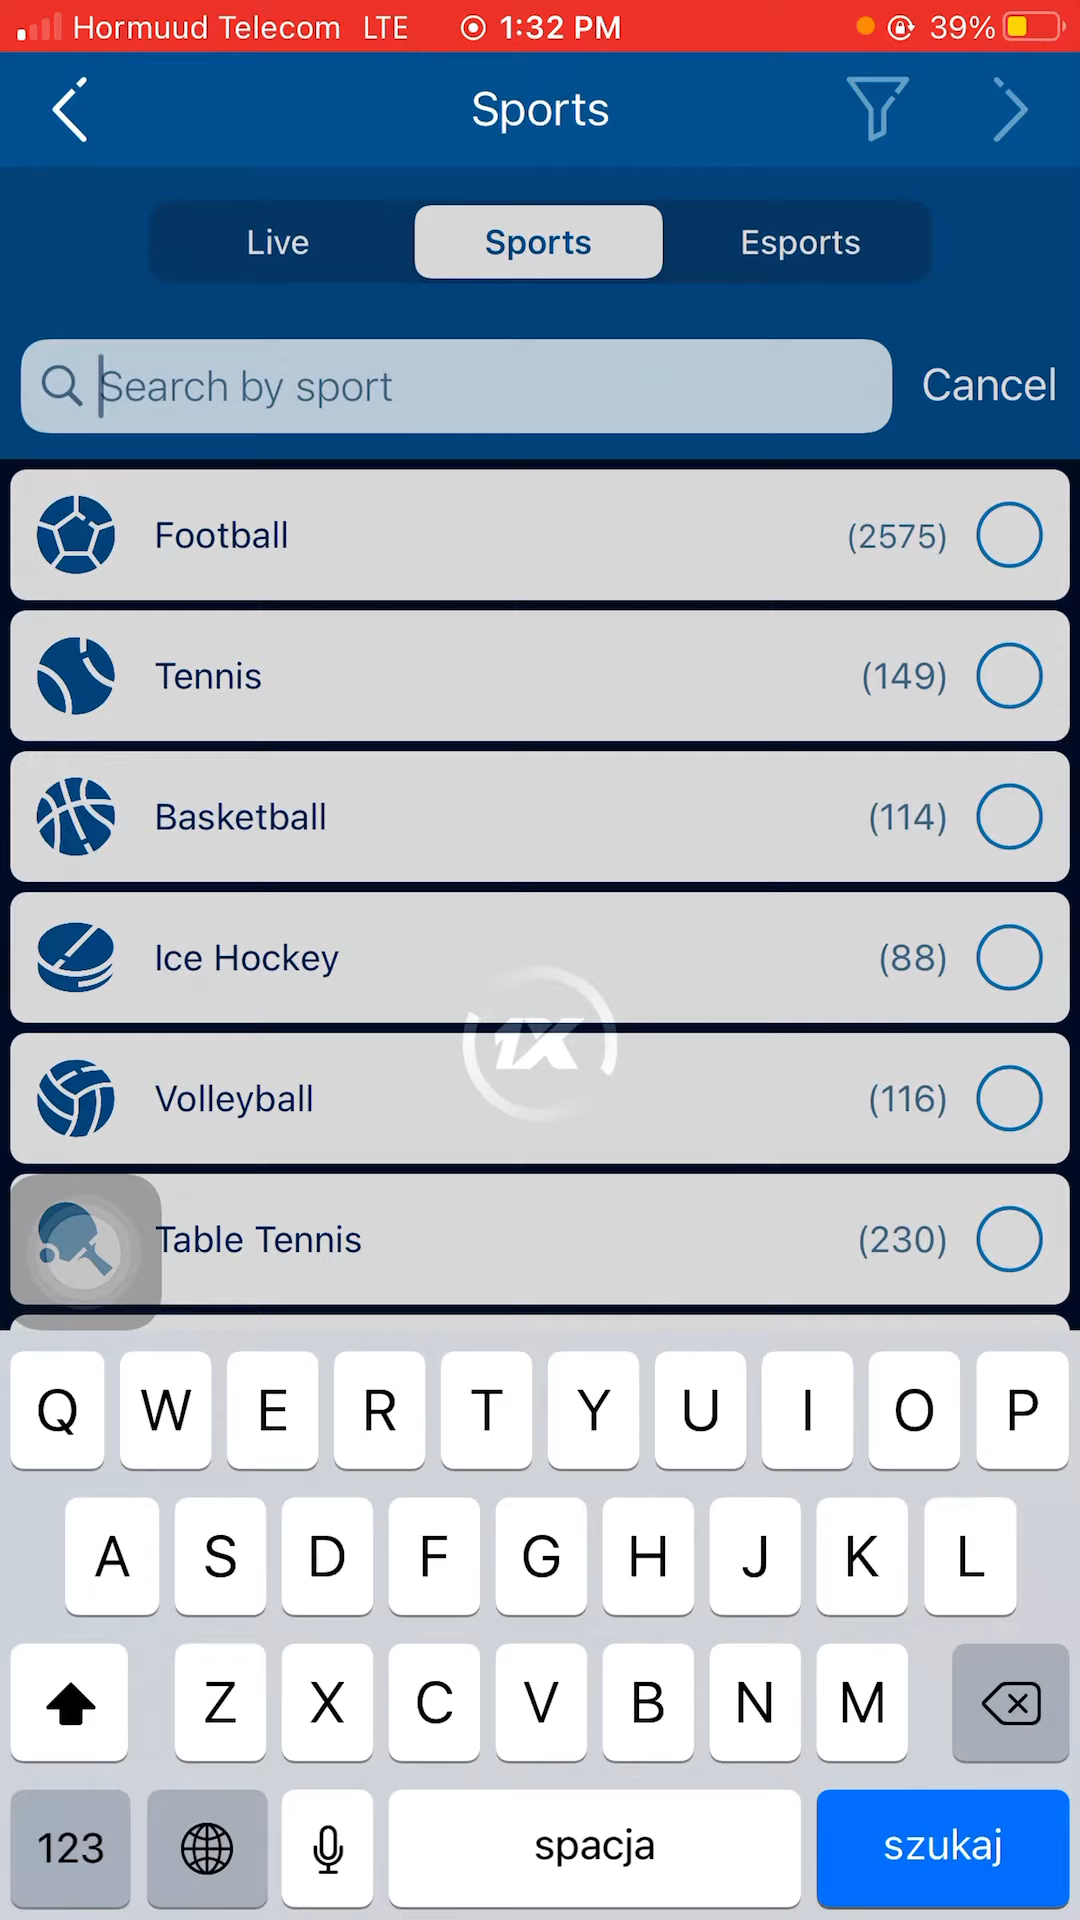 Hormuud Telecom LTE 1:32 PM 39%
Sports
Live Sports Esports
Search by sport Cancel
Football (2575)
Tennis (149)
Basketball (114)
Ice Hockey (88)
1X
Volleyball (116)
Table Tennis (230)
Q W E R T Y U I O P
A S D F G H J K L
Z X C V B N M
123 spacja szukaj